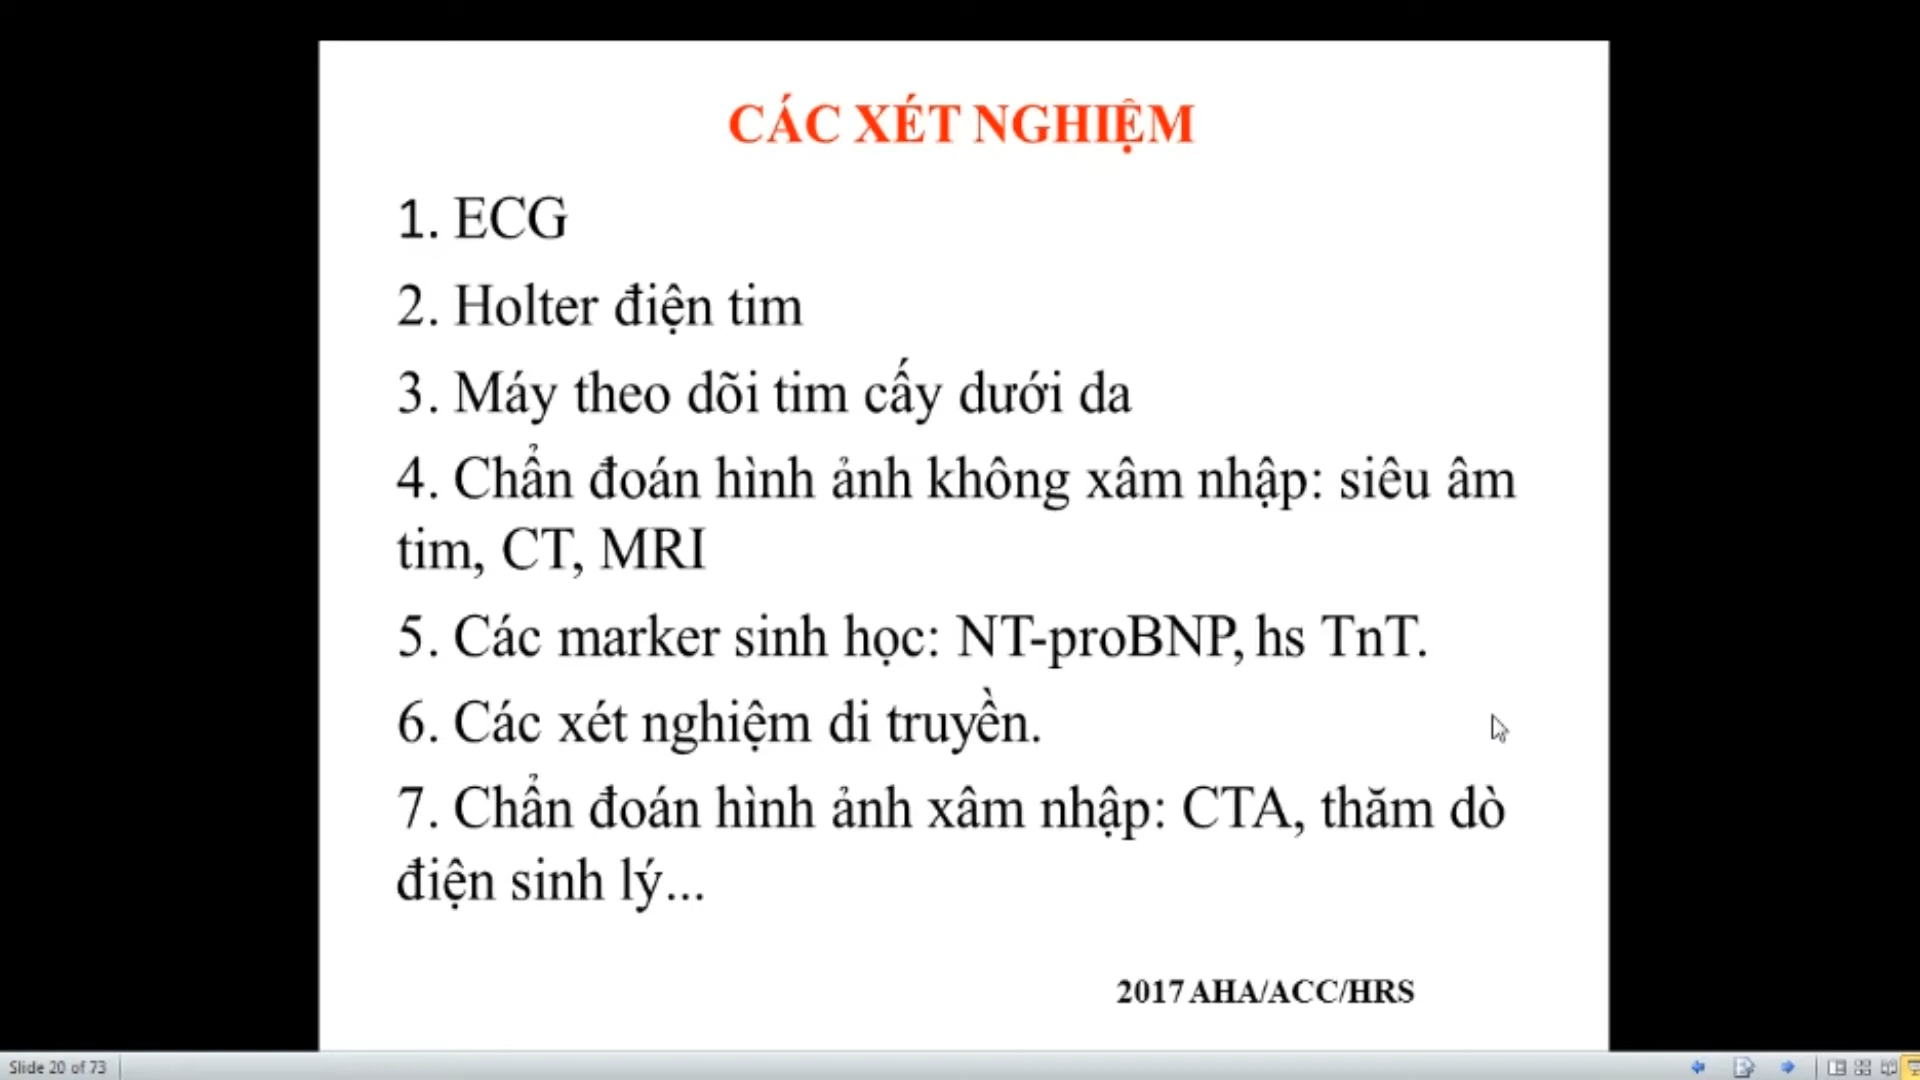 CÁC XÉT NGHIỆM
1. ECG
2. Holter điện tim
3. Máy theo dõi tim cấy dưới da
4. Chẩn đoán hình ảnh không xâm nhập: siêu âm
tim, CT, MRI
5. Các marker sinh học: NT-proBNP, hs TnT.
6. Các xét nghiệm di truyền.
7. Chẩn đoán hình ảnh xâm nhập: CTA, thăm dò
điện sinh lý...
2017 AHA/ACC/HRS
Slide 20 of 73